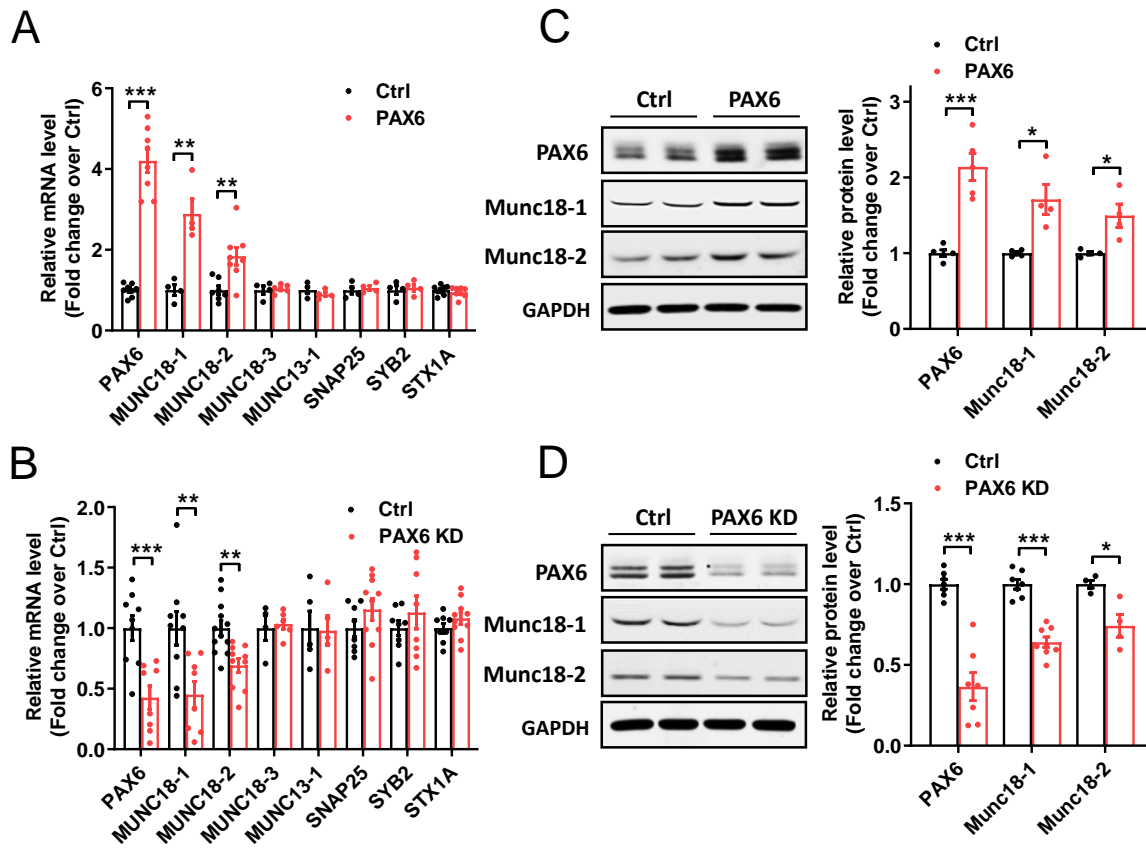 A
Relative mRNA level
(Fold change over Ctrl)
6
4
2
0
Ctrl
PAX6
***
**
**
PAX6
MUNC18-1
MUNC18-2
MUNC18-3
MUNC13-1
SNAP25
SYB2
STX1A
C
Ctrl
PAX6
PAX6
Munc18-1
Munc18-2
GAPDH
Relative protein level
(Fold change over Ctrl)
3
2
1
0
Ctrl
PAX6
***
*
*
PAX6
Munc18-1
Munc18-2
B
Relative mRNA level
(Fold change over Ctrl)
2.0
1.5
1.0
0.5
0.0
Ctrl
PAX6 KD
***
**
**
PAX6
MUNC18-1
MUNC18-2
MUNC18-3
MUNC13-1
SNAP25
SYB2
STX1A
D
Ctrl
PAX6 KD
PAX6
Munc18-1
Munc18-2
GAPDH
Relative protein level
(Fold change over Ctrl)
1.5
1.0
0.5
0.0
Ctrl
PAX6 KD
***
***
*
PAX6
Munc18-1
Munc18-2